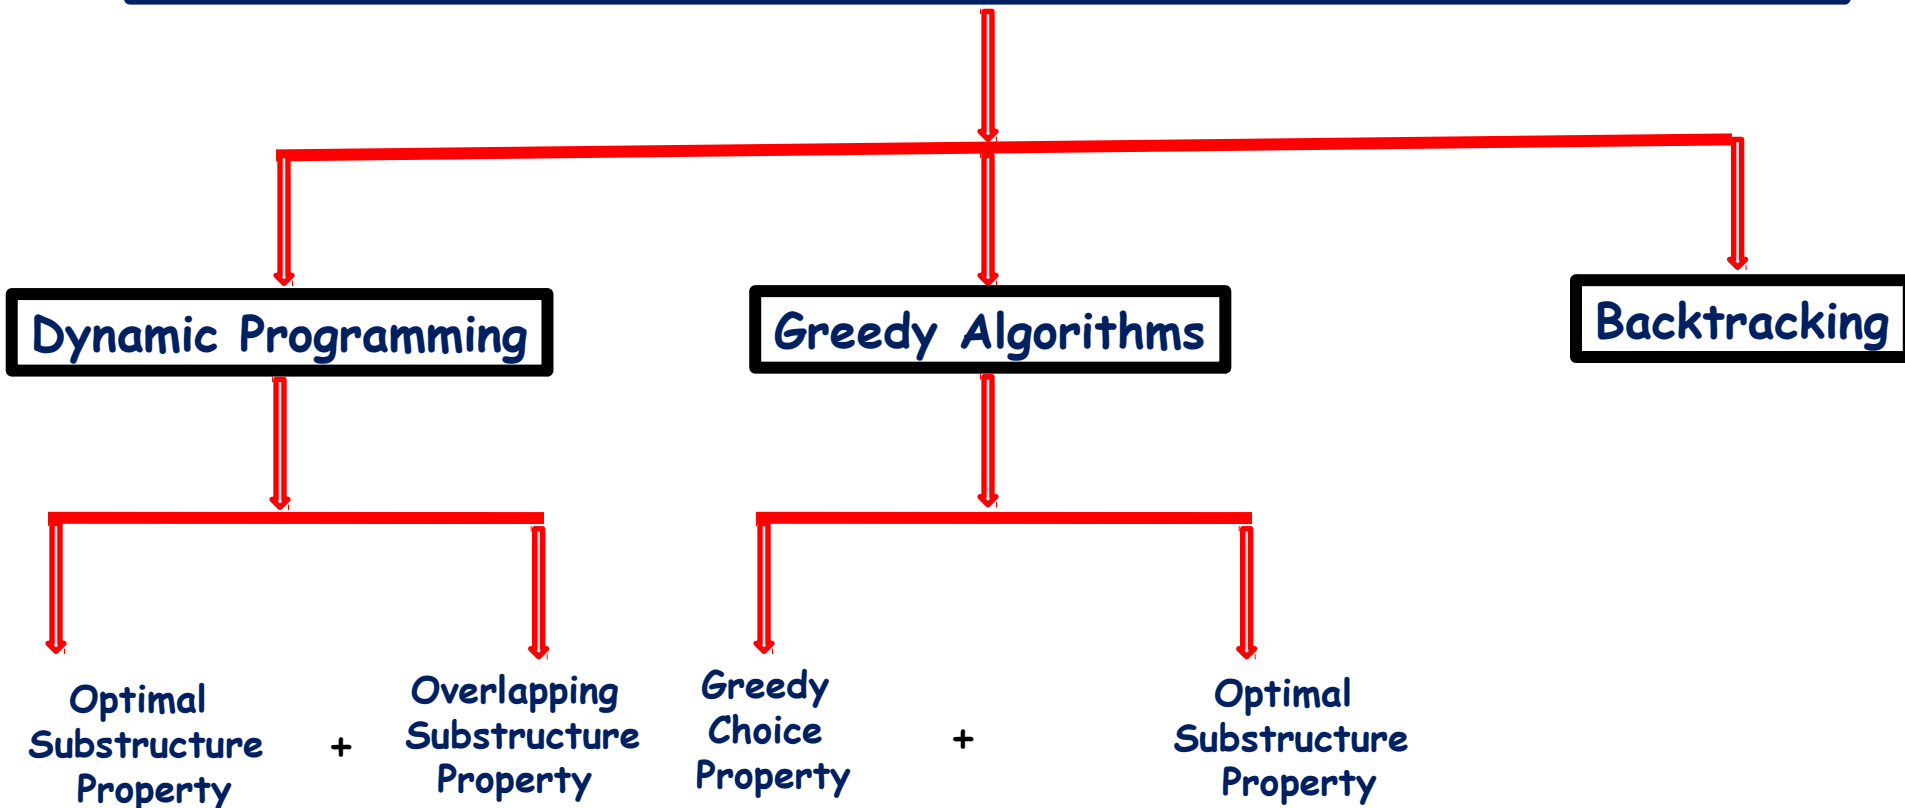 Dynamic Programming
Greedy Algorithms
Backtracking
Optimal
Substructure
Property
+
Overlapping
Substructure
Property
Greedy
Choice
Property
+
Optimal
Substructure
Property